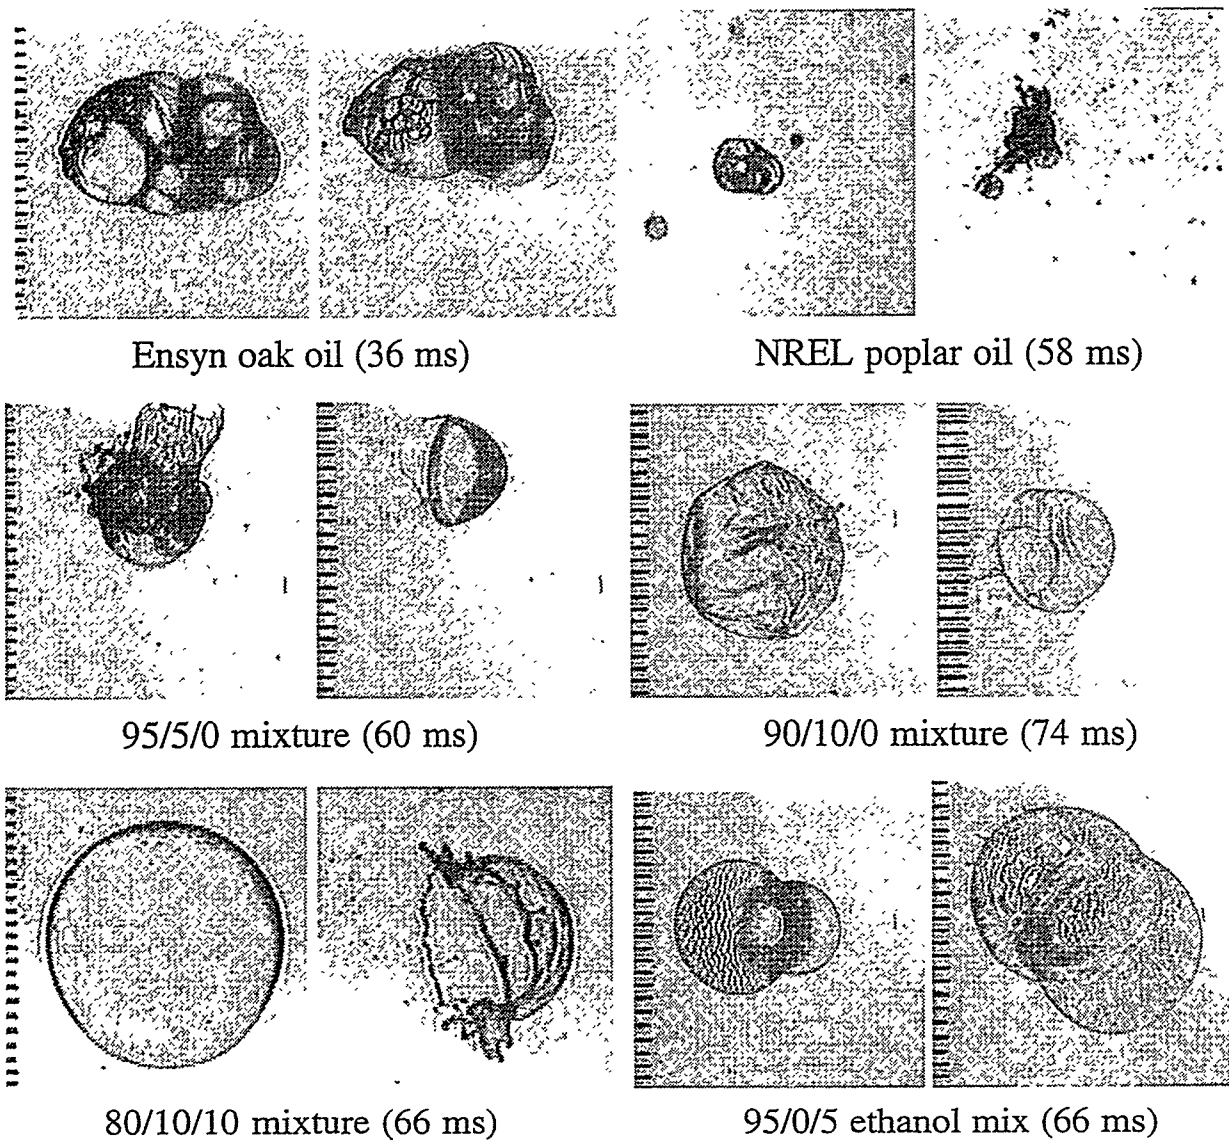 Ensyn oak oil (36 ms)
NREL poplar oil (58 ms)
95/5/0 mixture (60 ms)
90/10/0 mixture (74 ms)
80/10/10 mixture (66 ms)
95/0/5 ethanol mix (66 ms)